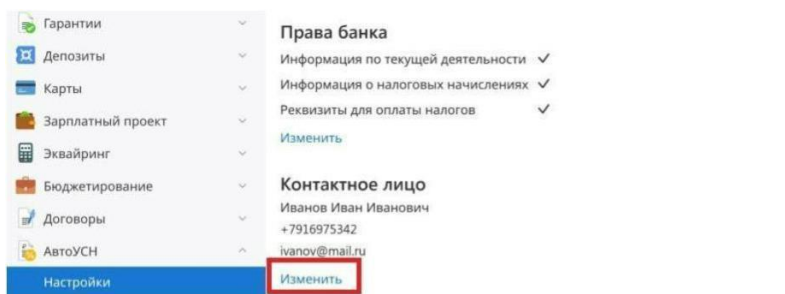 Гарантии
Депозиты
Карты
Зарплатный проект
Эквайринг
Бюджетирование
Договоры
АвтоУСН
Настройки
Права банка
Информация по текущей деятельности
Информация о налоговых начислениях
Реквизиты для оплаты налогов
Изменить
Контактное лицо
Иванов Иван Иванович
+7916975342
ivanov@mail.ru
Изменить